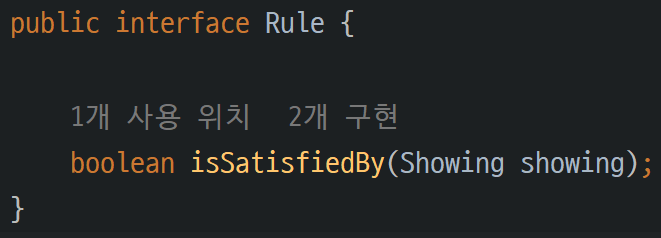 public interface Rule {
1개 사용 위치 2개 구현
boolean isSatisfiedBy(Showing showing);
}